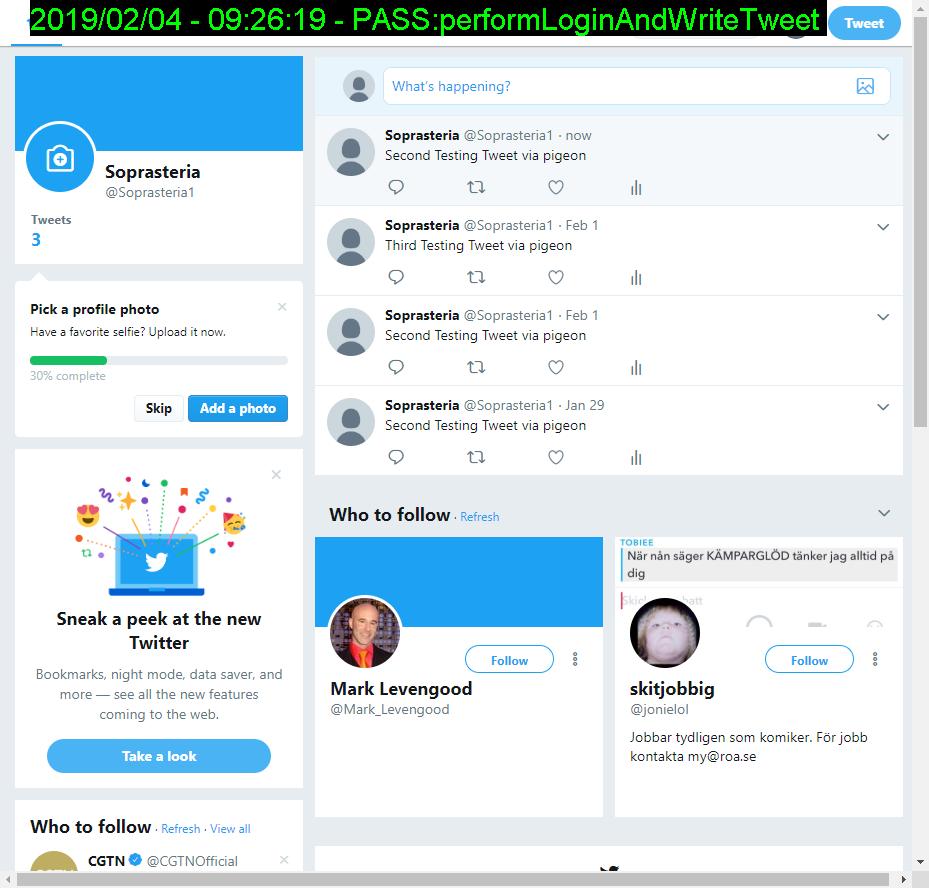 2019/02/04 - 09:26:19 - PASS:performLoginAndWriteTweet
Tweet
Soprasteria
@Soprasteria1
Tweets
3
Pick a profile photo
Have a favorite selfie? Upload it now.
30% complete
Skip
Add a photo
Sneak a peek at the new
Twitter
Bookmarks, night mode, data saver, and
more — see all the new features
coming to the web.
Take a look
Who to follow · Refresh · View all
CGTN @CGTNOfficial
What's happening?
Soprasteria @Soprasteria1 · now
Second Testing Tweet via pigeon
Soprasteria @Soprasteria1 · Feb 1
Third Testing Tweet via pigeon
Soprasteria @Soprasteria1 · Feb 1
Second Testing Tweet via pigeon
Soprasteria @Soprasteria1 · Jan 29
Second Testing Tweet via pigeon
Who to follow · Refresh
Follow
Mark Levengood
@Mark_Levengood
TOBIEE
När nån säger KÄMPARGLÖD tänker jag alltid på
dig
Follow
skitjobbig
@jonielol
Jobbar tydligen som komiker. För jobb
kontakta my@roa.se